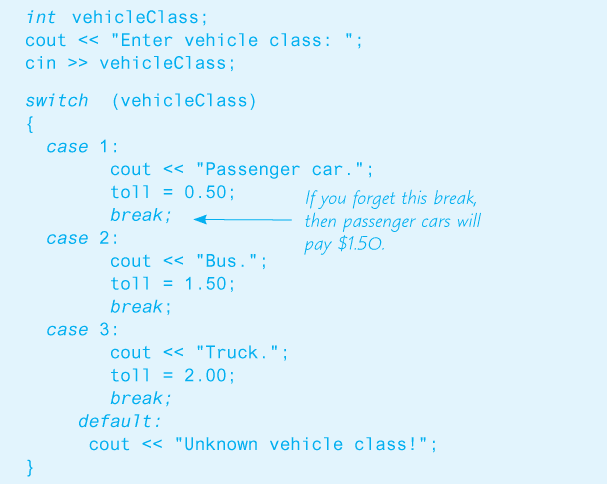 int vehicleClass;
cout << "Enter vehicle class: ";
cin >> vehicleClass;
switch (vehicleClass)
{
case 1:
cout << "Passenger car.";
toll = 0.50;
break;
If you forget this break,
then passenger cars will
pay $1.50.
case 2:
cout << "Bus.";
toll = 1.50;
break;
case 3:
cout << "Truck.";
toll = 2.00;
break;
default:
cout << "Unknown vehicle class!";
}